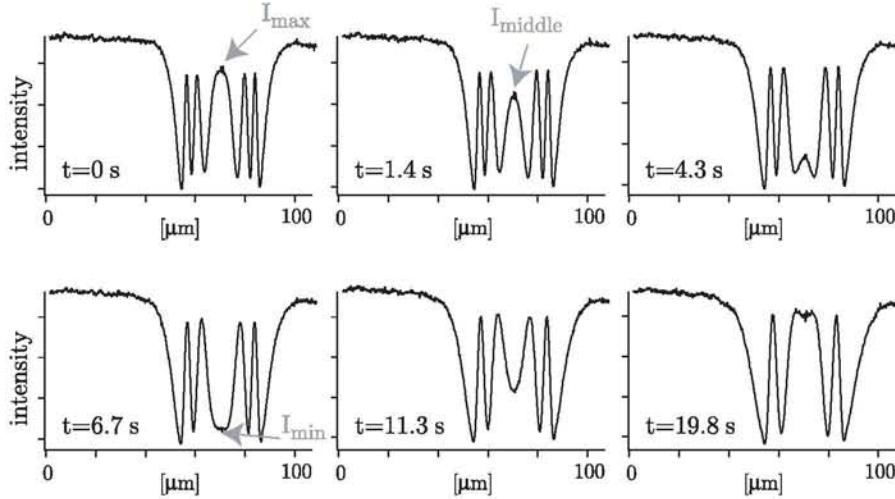 I_max
I_middle
intensity
t=0 s
t=1.4 s
t=4.3 s
0 100 0 100 0 100
[μm] [μm] [μm]
intensity
t=6.7 s
I_min
t=11.3 s
t=19.8 s
0 100 0 100 0 100
[μm] [μm] [μm]